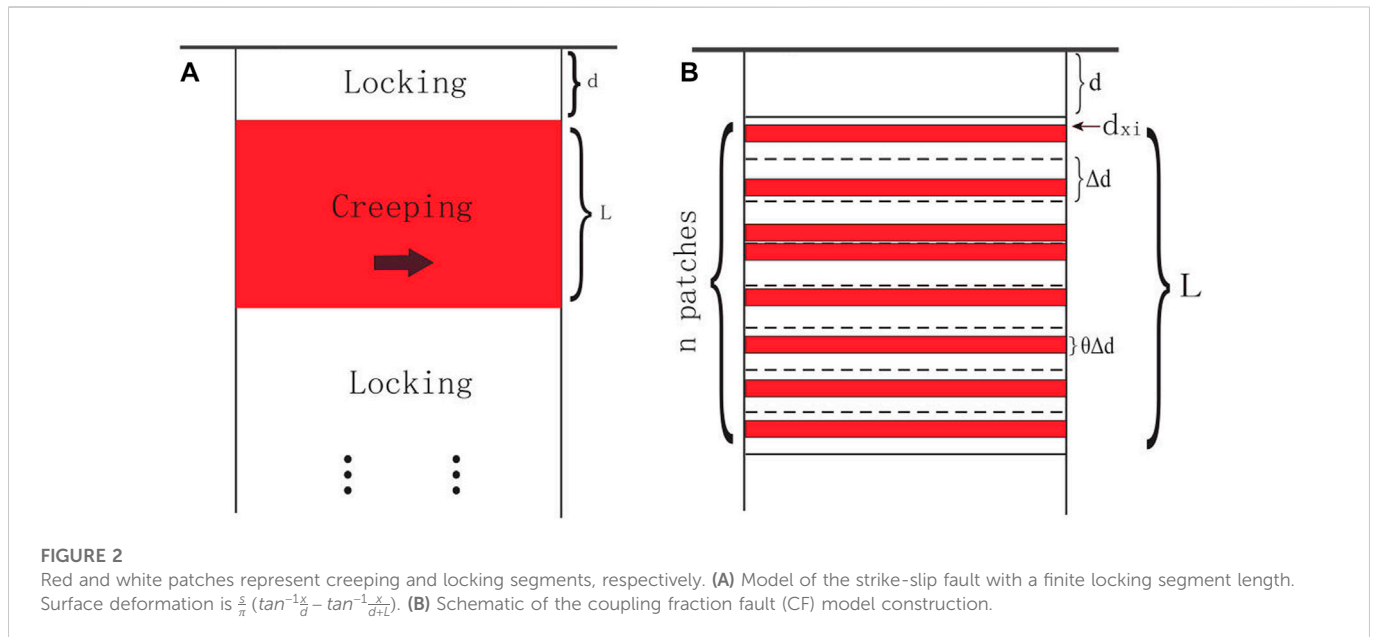 A
Locking
d
Creeping
L
Locking
B
d
dxi
Δd
n patches
L
θΔd
FIGURE 2
Red and white patches represent creeping and locking segments, respectively. (A) Model of the strike-slip fault with a finite locking segment length.
Surface deformation is s/π (tan⁻¹ x/d – tan⁻¹ x/d+L). (B) Schematic of the coupling fraction fault (CF) model construction.